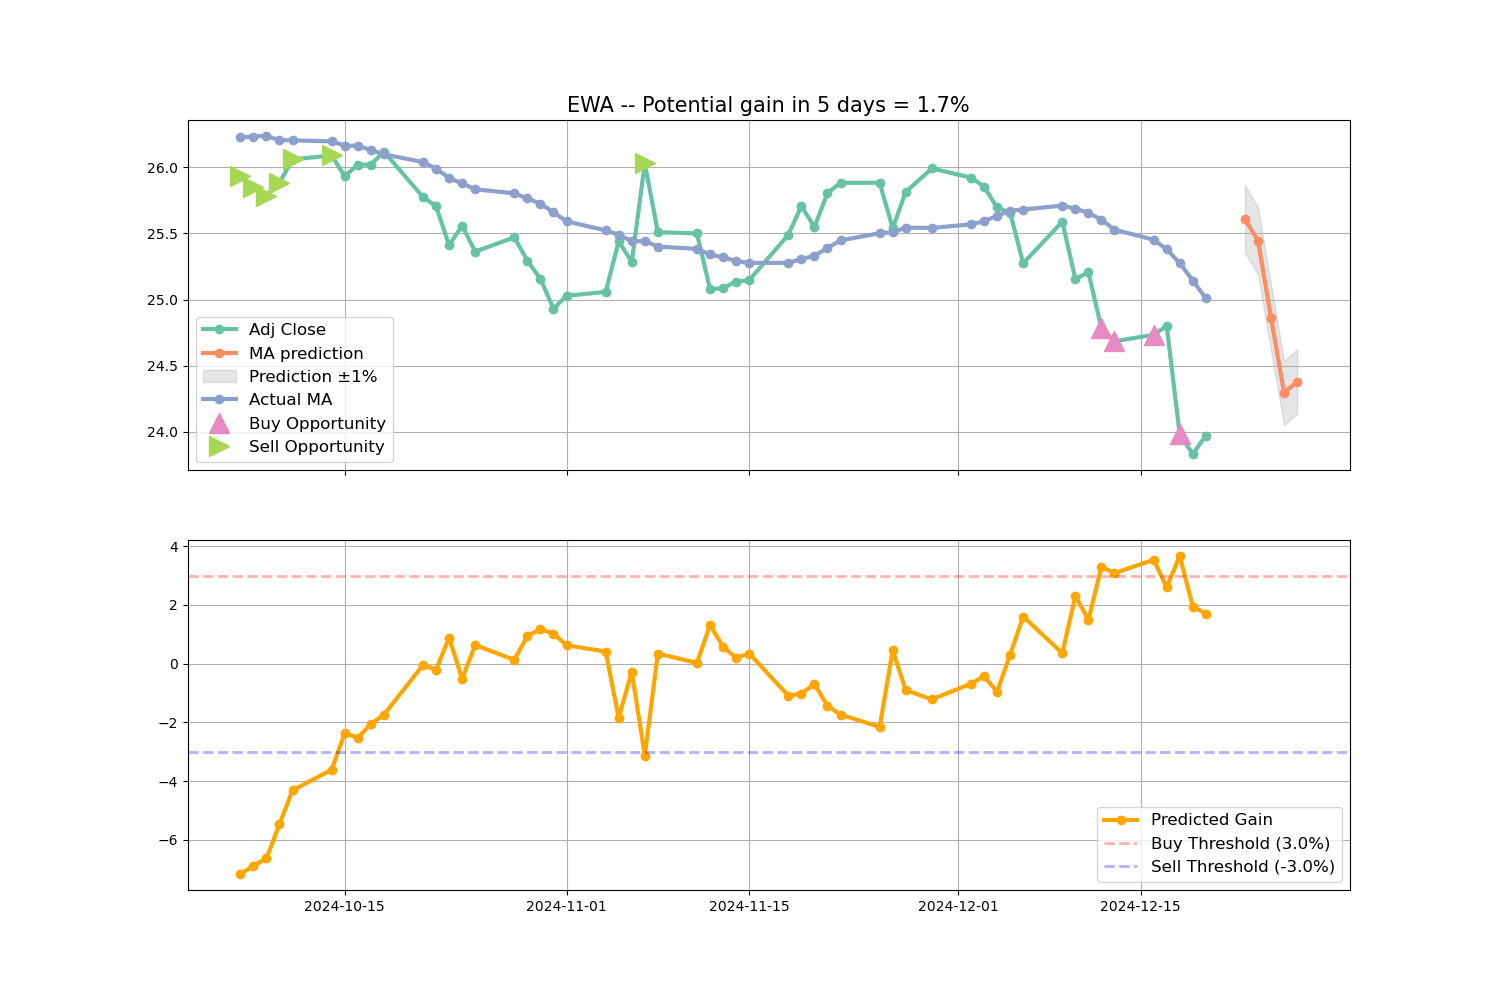 EWA -- Potential gain in 5 days = 1.7%
26.0
25.5
25.0
24.5
24.0
Adj Close
MA prediction
Prediction ±1%
Actual MA
Buy Opportunity
Sell Opportunity
4
2
0
−2
−4
−6
Predicted Gain
Buy Threshold (3.0%)
Sell Threshold (-3.0%)
2024-10-15 2024-11-01 2024-11-15 2024-12-01 2024-12-15